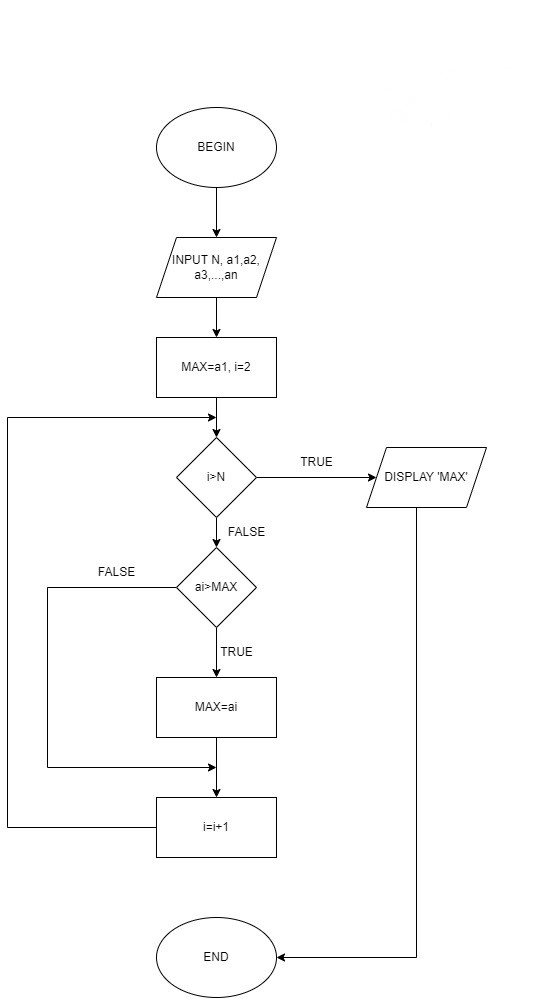 BEGIN
INPUT N, a1,a2,
a3,...,an
MAX=a1, i=2
i>N
TRUE
DISPLAY 'MAX'
FALSE
FALSE
ai>MAX
TRUE
MAX=ai
i=i+1
END